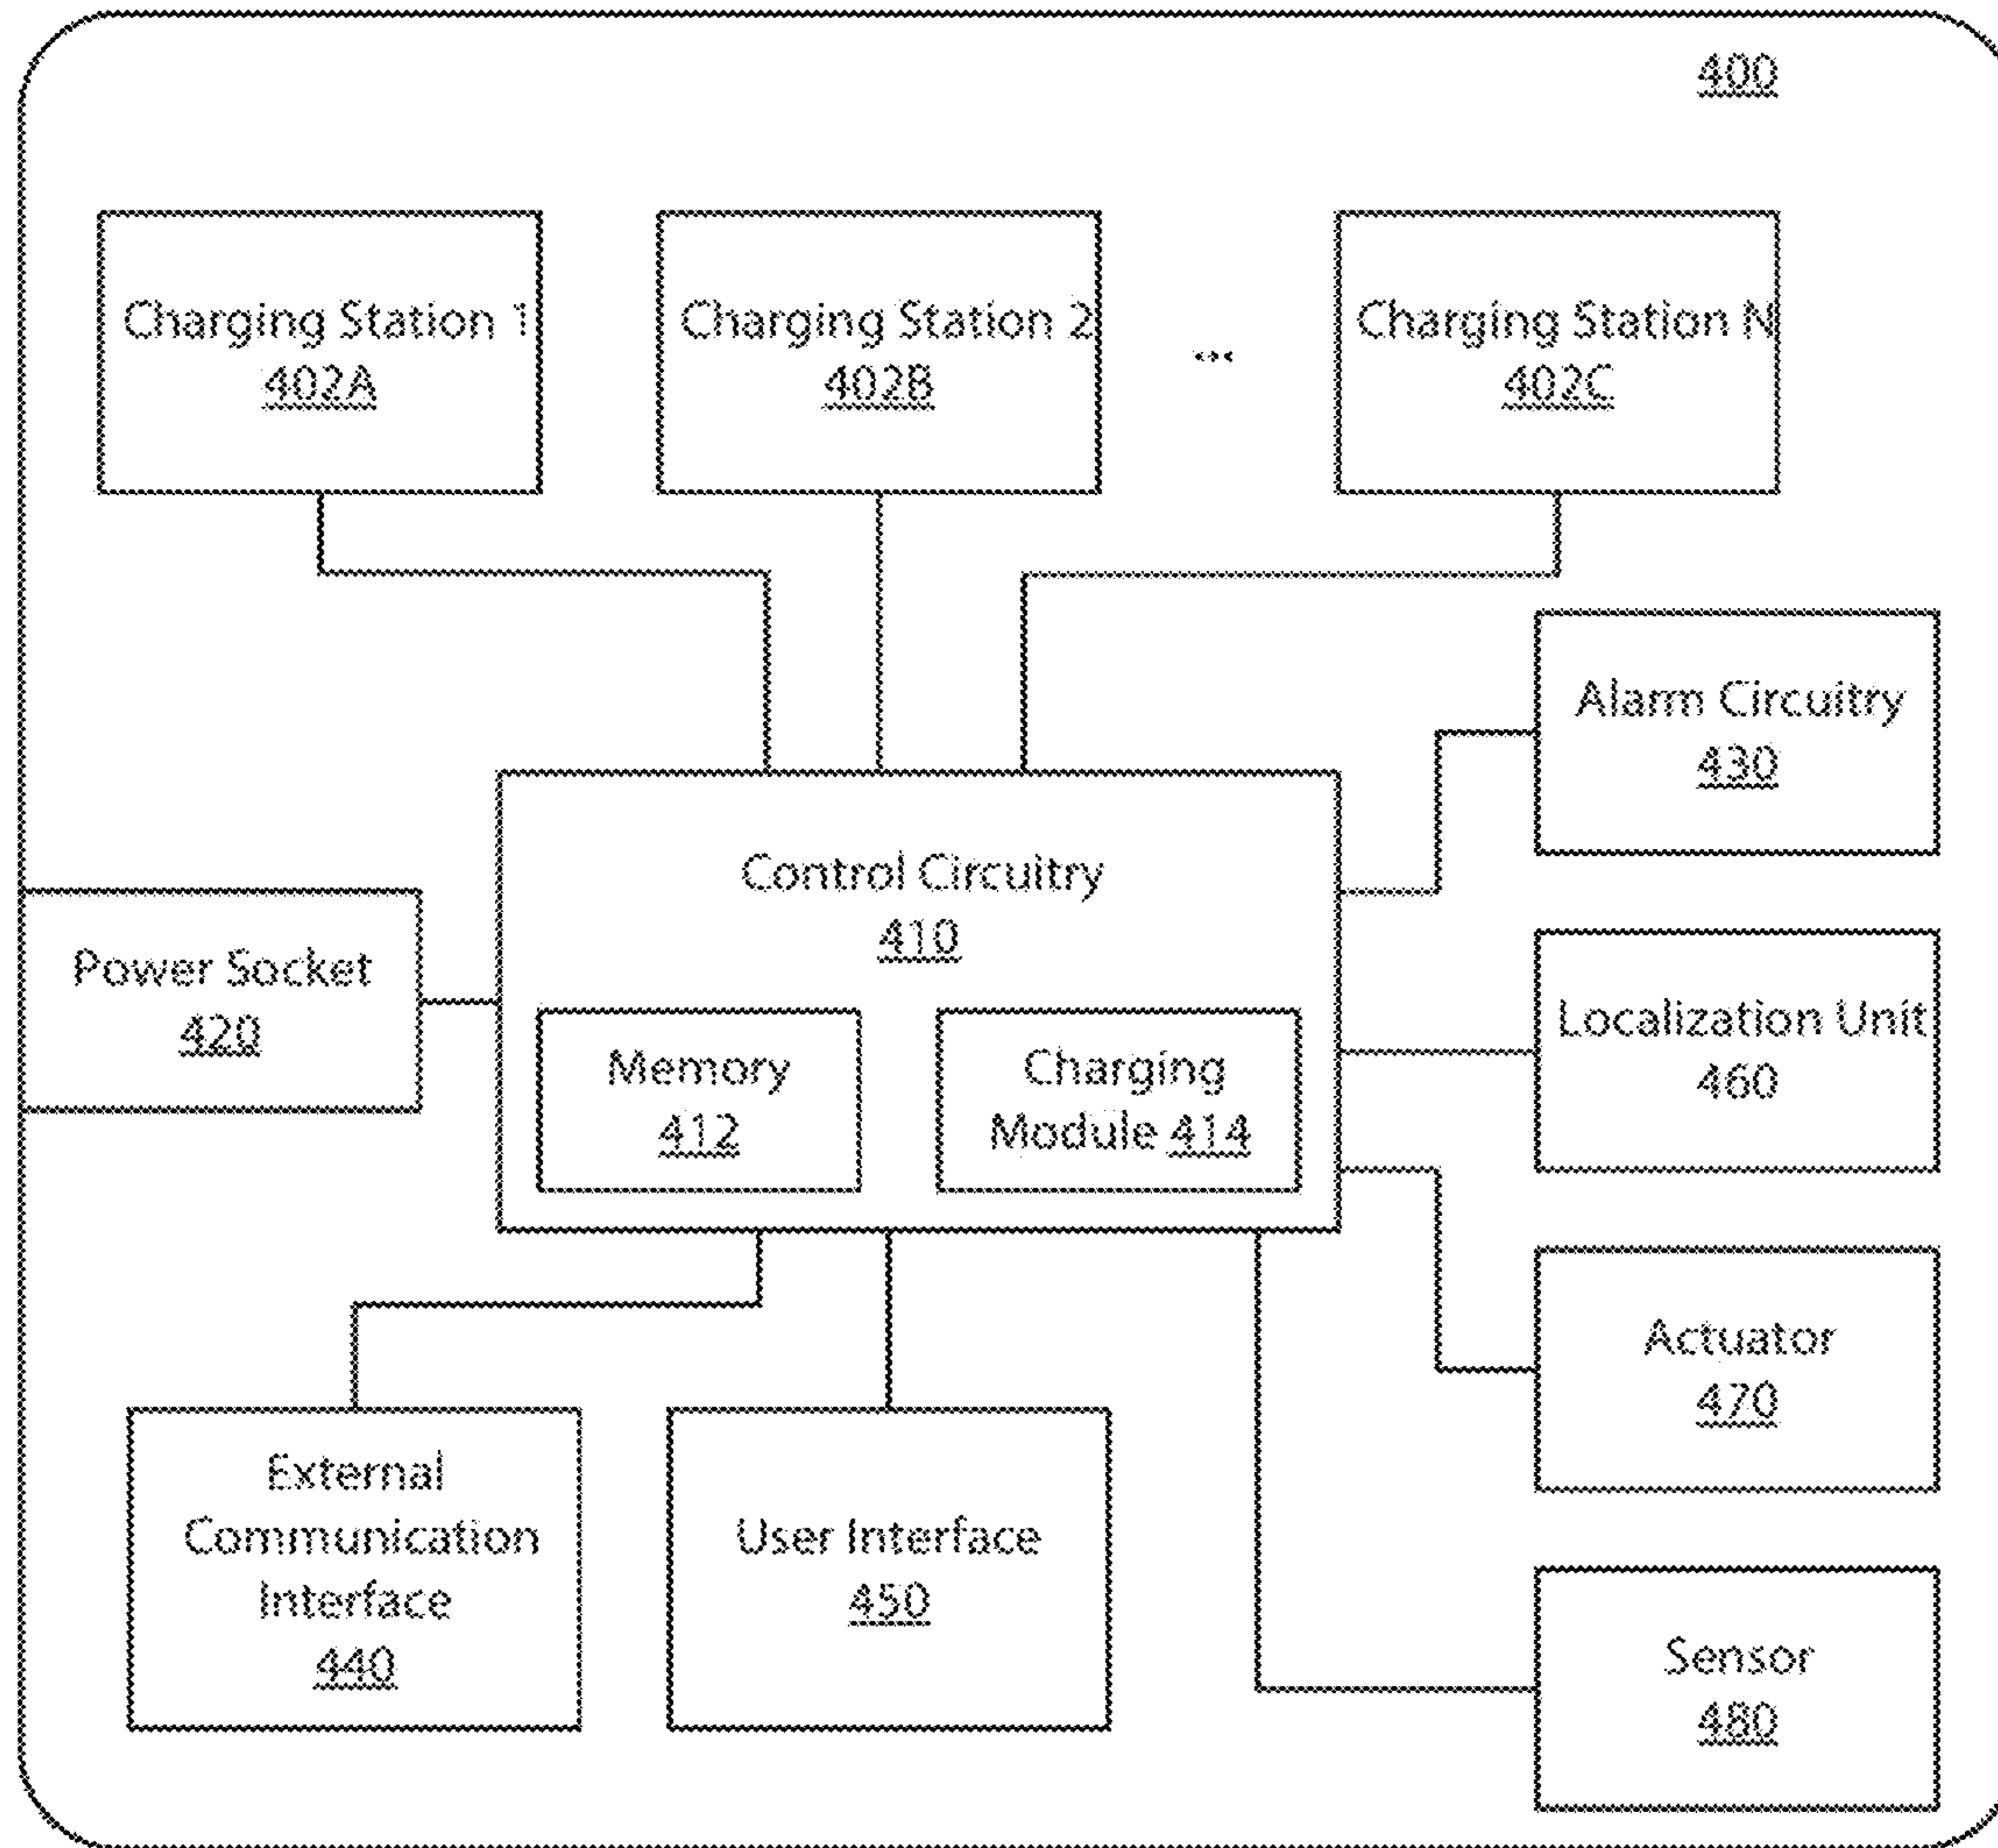 400
Charging Station 1
402A
Charging Station 2
402B
...
Charging Station N
402C
Alarm Circuitry
430
Control Circuitry
410
Power Socket
420
Memory
412
Charging
Module 414
Localization Unit
460
Actuator
470
External
Communication
Interface
440
User Interface
450
Sensor
480